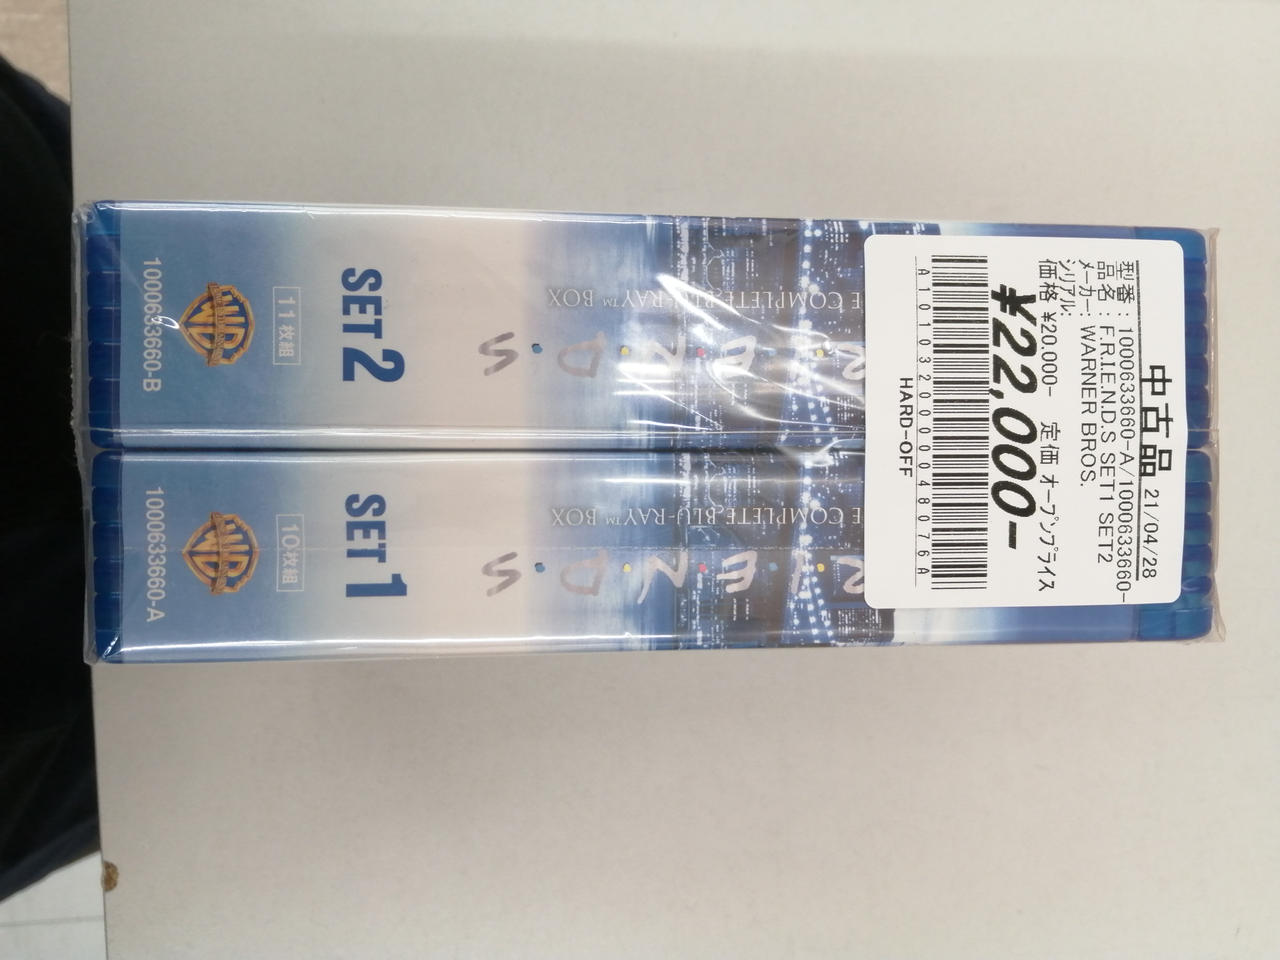 中古品 21/04/28
型番 : 1000633660-A/1000633660-
品名 : F.R.I.E.N.D.S SET1 SET2
メーカー : WARNER BROS.
シリアル:
価格 ¥20,000- 定価 オープンプライス
¥22,000-
A1010320000048076A
HARD-OFF
E COMPLETE BLU-RAY™ BOX
R・I・E・N・D・S
SET 2
11枚組
WB
1000633660-B
E COMPLETE BLU-RAY™ BOX
R・I・E・N・D・S
SET 1
10枚組
WB
1000633660-A